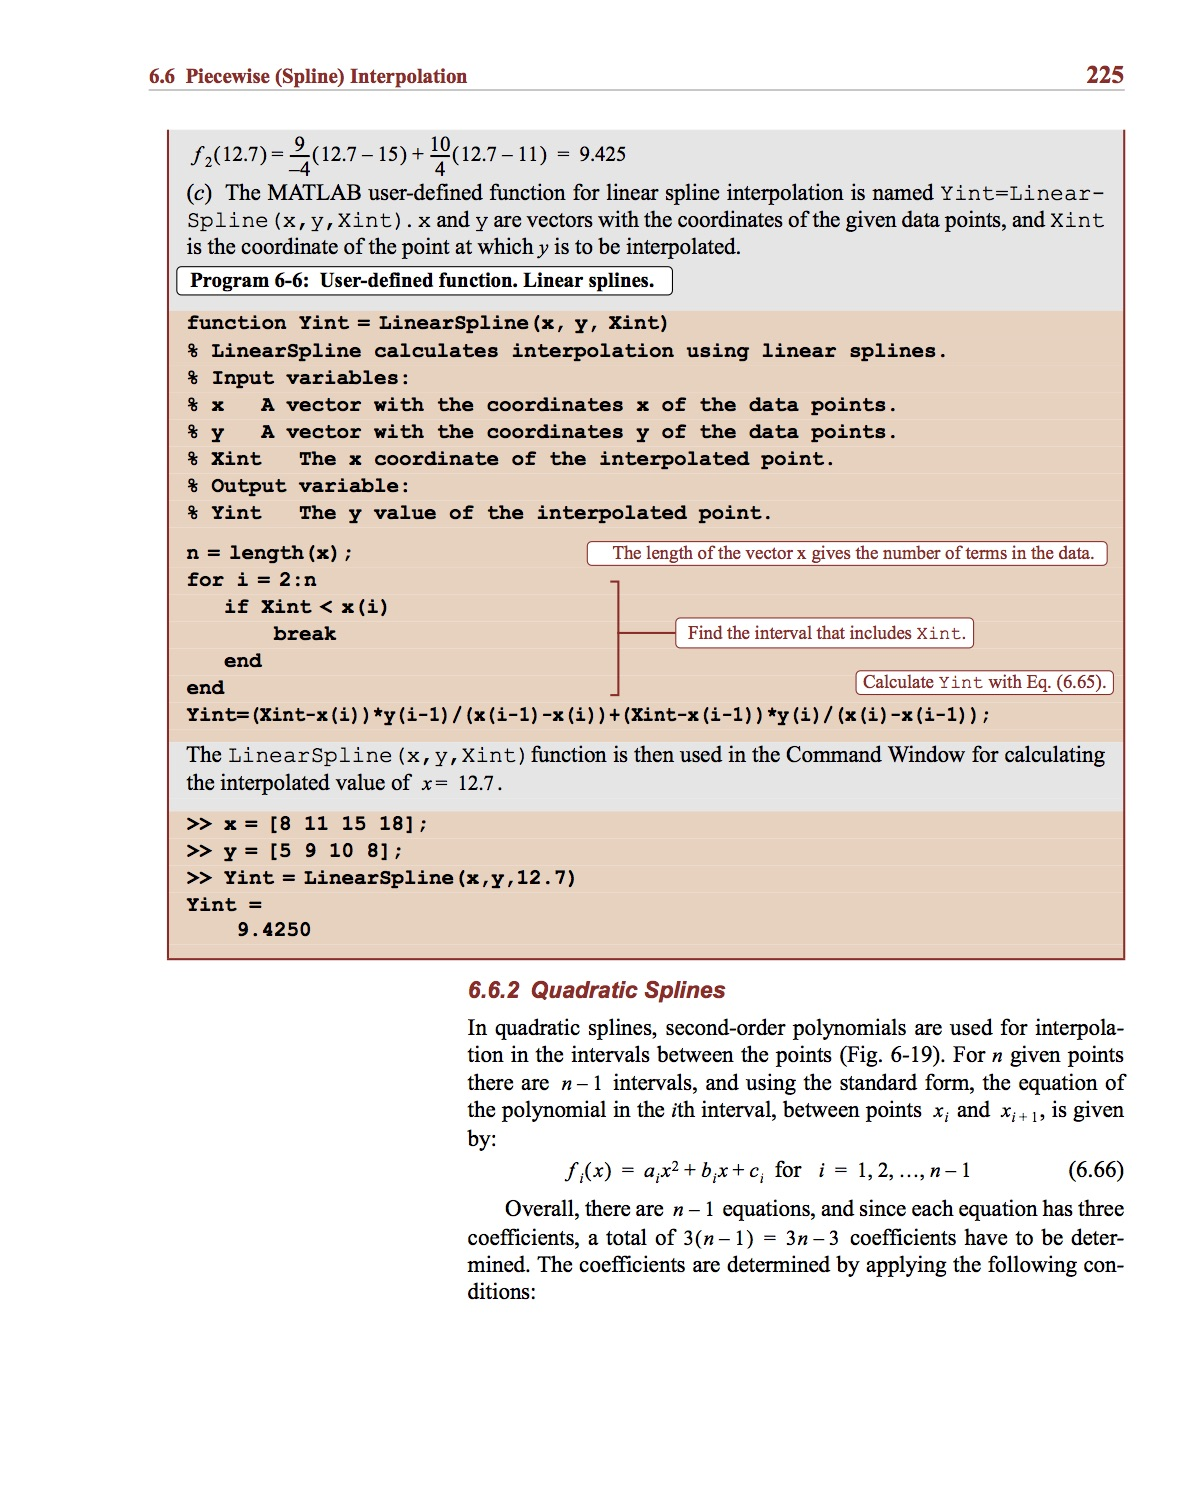 6.6 Piecewise (Spline) Interpolation 225
f₂(12.7) = 9/–4(12.7 – 15) + 10/4(12.7 – 11) = 9.425
(c) The MATLAB user-defined function for linear spline interpolation is named Yint=Linear-
Spline(x,y,Xint). x and y are vectors with the coordinates of the given data points, and Xint
is the coordinate of the point at which y is to be interpolated.
Program 6-6: User-defined function. Linear splines.
function Yint = LinearSpline(x, y, Xint)
% LinearSpline calculates interpolation using linear splines.
% Input variables:
% x A vector with the coordinates x of the data points.
% y A vector with the coordinates y of the data points.
% Xint The x coordinate of the interpolated point.
% Output variable:
% Yint The y value of the interpolated point.
n = length(x);
The length of the vector x gives the number of terms in the data.
for i = 2:n
if Xint < x(i)
break
Find the interval that includes Xint.
end
end
Calculate Yint with Eq. (6.65).
Yint=(Xint-x(i))*y(i-1)/(x(i-1)-x(i))+(Xint-x(i-1))*y(i)/(x(i)-x(i-1));
The LinearSpline(x,y,Xint) function is then used in the Command Window for calculating
the interpolated value of x= 12.7.
>> x = [8 11 15 18];
>> y = [5 9 10 8];
>> Yint = LinearSpline(x,y,12.7)
Yint =
9.4250
6.6.2 Quadratic Splines
In quadratic splines, second-order polynomials are used for interpola-
tion in the intervals between the points (Fig. 6-19). For n given points
there are n – 1 intervals, and using the standard form, the equation of
the polynomial in the ith interval, between points xᵢ and xᵢ₊₁, is given
by:
fᵢ(x) = aᵢx² + bᵢx + cᵢ for i = 1, 2, …, n – 1 (6.66)
Overall, there are n – 1 equations, and since each equation has three
coefficients, a total of 3(n – 1) = 3n – 3 coefficients have to be deter-
mined. The coefficients are determined by applying the following con-
ditions: